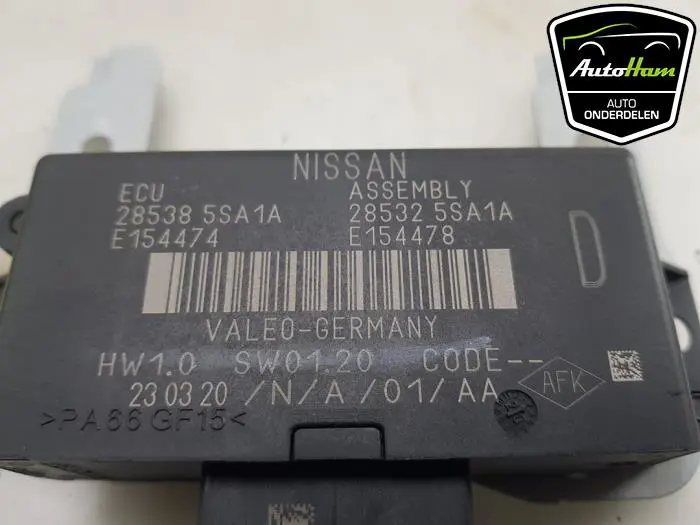 AutoHam
AUTO
ONDERDELEN
NISSAN
ECU ASSEMBLY
28538 5SA1A 28532 5SA1A
E154474 E154478
D
VALEO-GERMANY
HW1.0 SW01.20 CODE--
230320 /N/A/01/AA
AFK
>PA66 GF15<